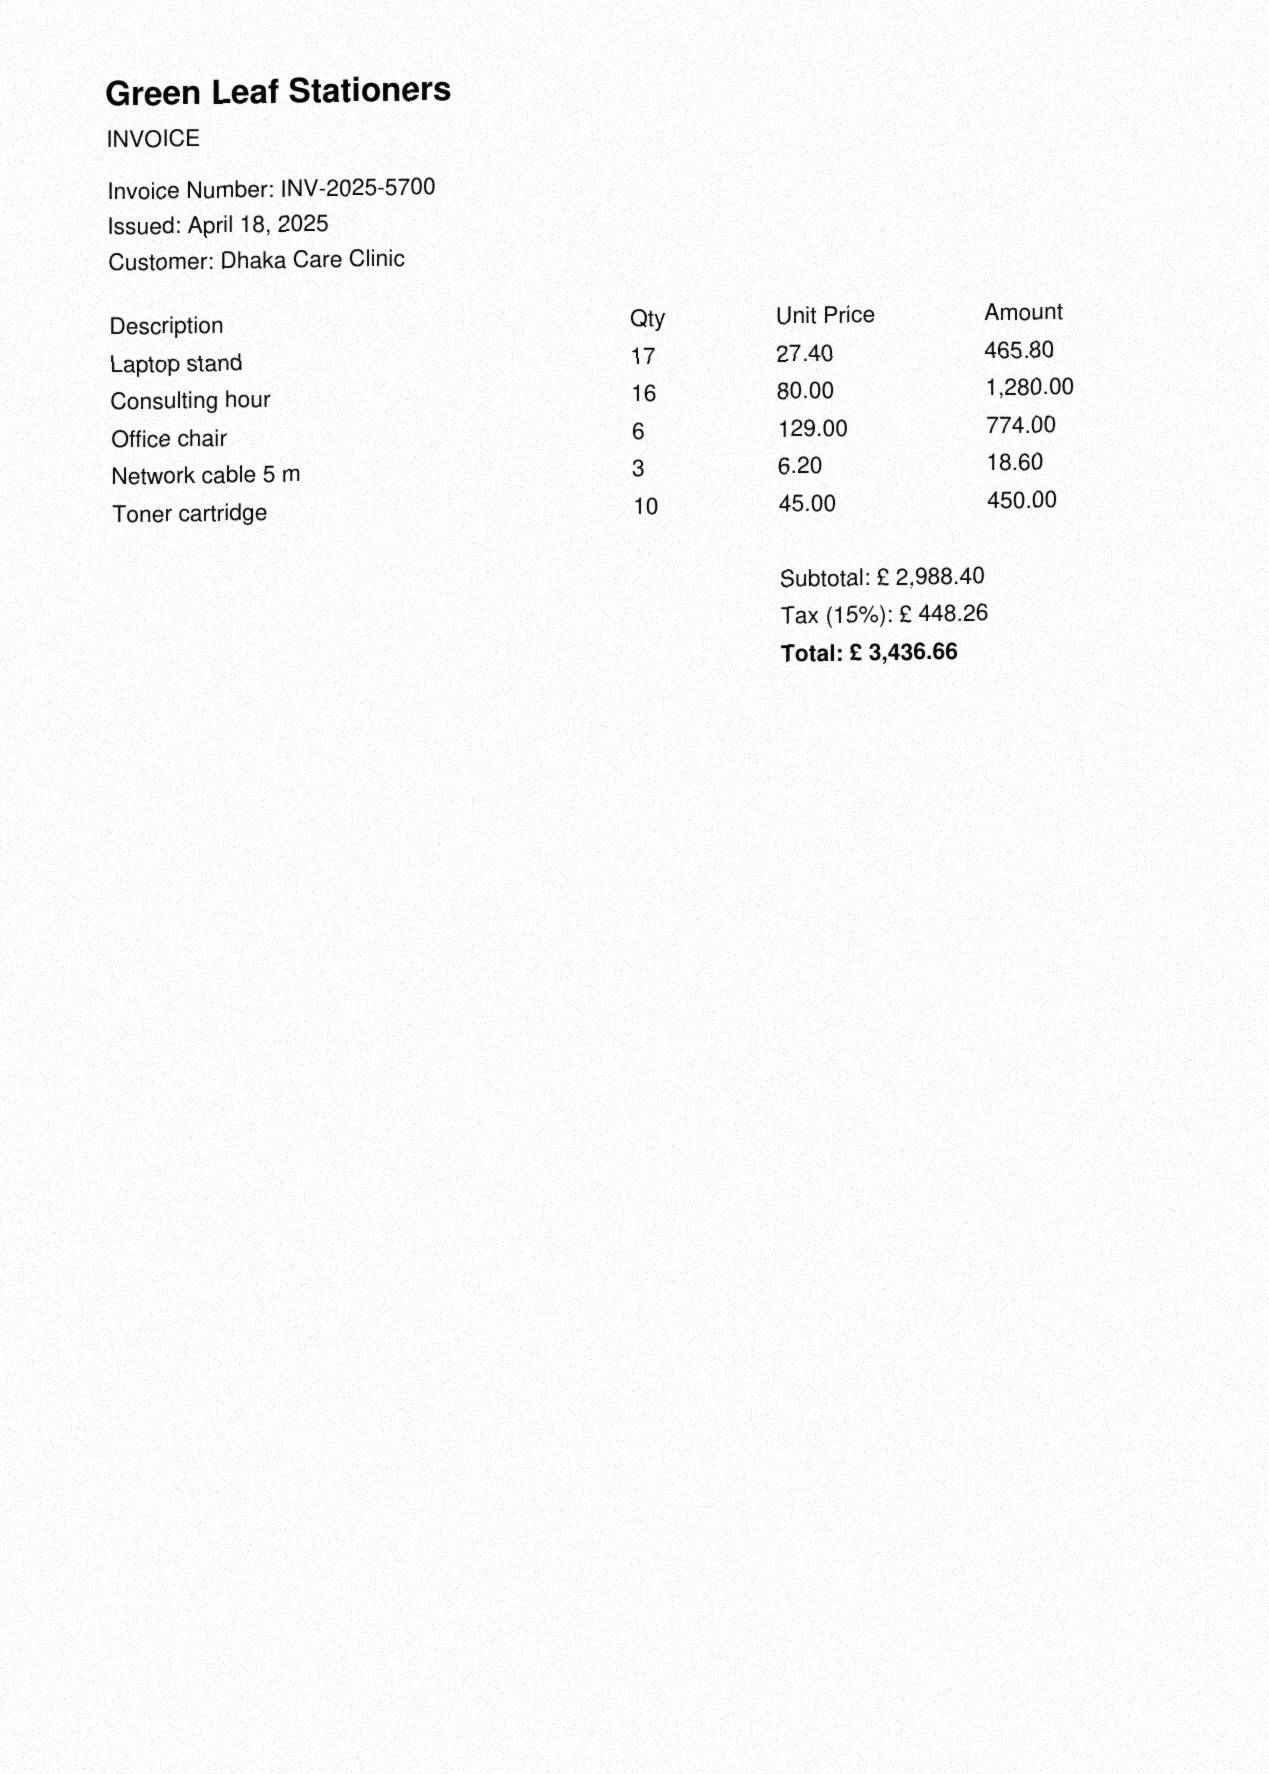 Green Leaf Stationers
INVOICE
Invoice Number: INV-2025-5700
Issued: April 18, 2025
Customer: Dhaka Care Clinic
Description Qty Unit Price Amount
Laptop stand 17 27.40 465.80
Consulting hour 16 80.00 1,280.00
Office chair 6 129.00 774.00
Network cable 5 m 3 6.20 18.60
Toner cartridge 10 45.00 450.00
Subtotal: £ 2,988.40
Tax (15%): £ 448.26
Total: £ 3,436.66